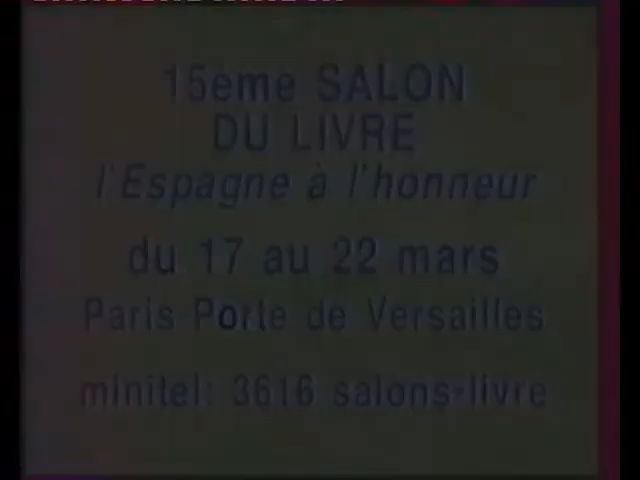 15eme SALON
DU LIVRE
l'Espagne à l'honneur
du 17 au 22 mars
Paris Porte de Versailles
minitel: 3616 salons-livre